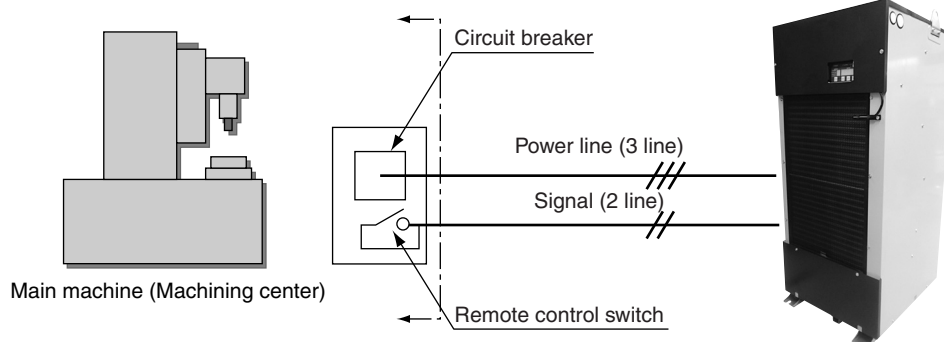 Circuit breaker
Power line (3 line)
Signal (2 line)
Main machine (Machining center)
Remote control switch